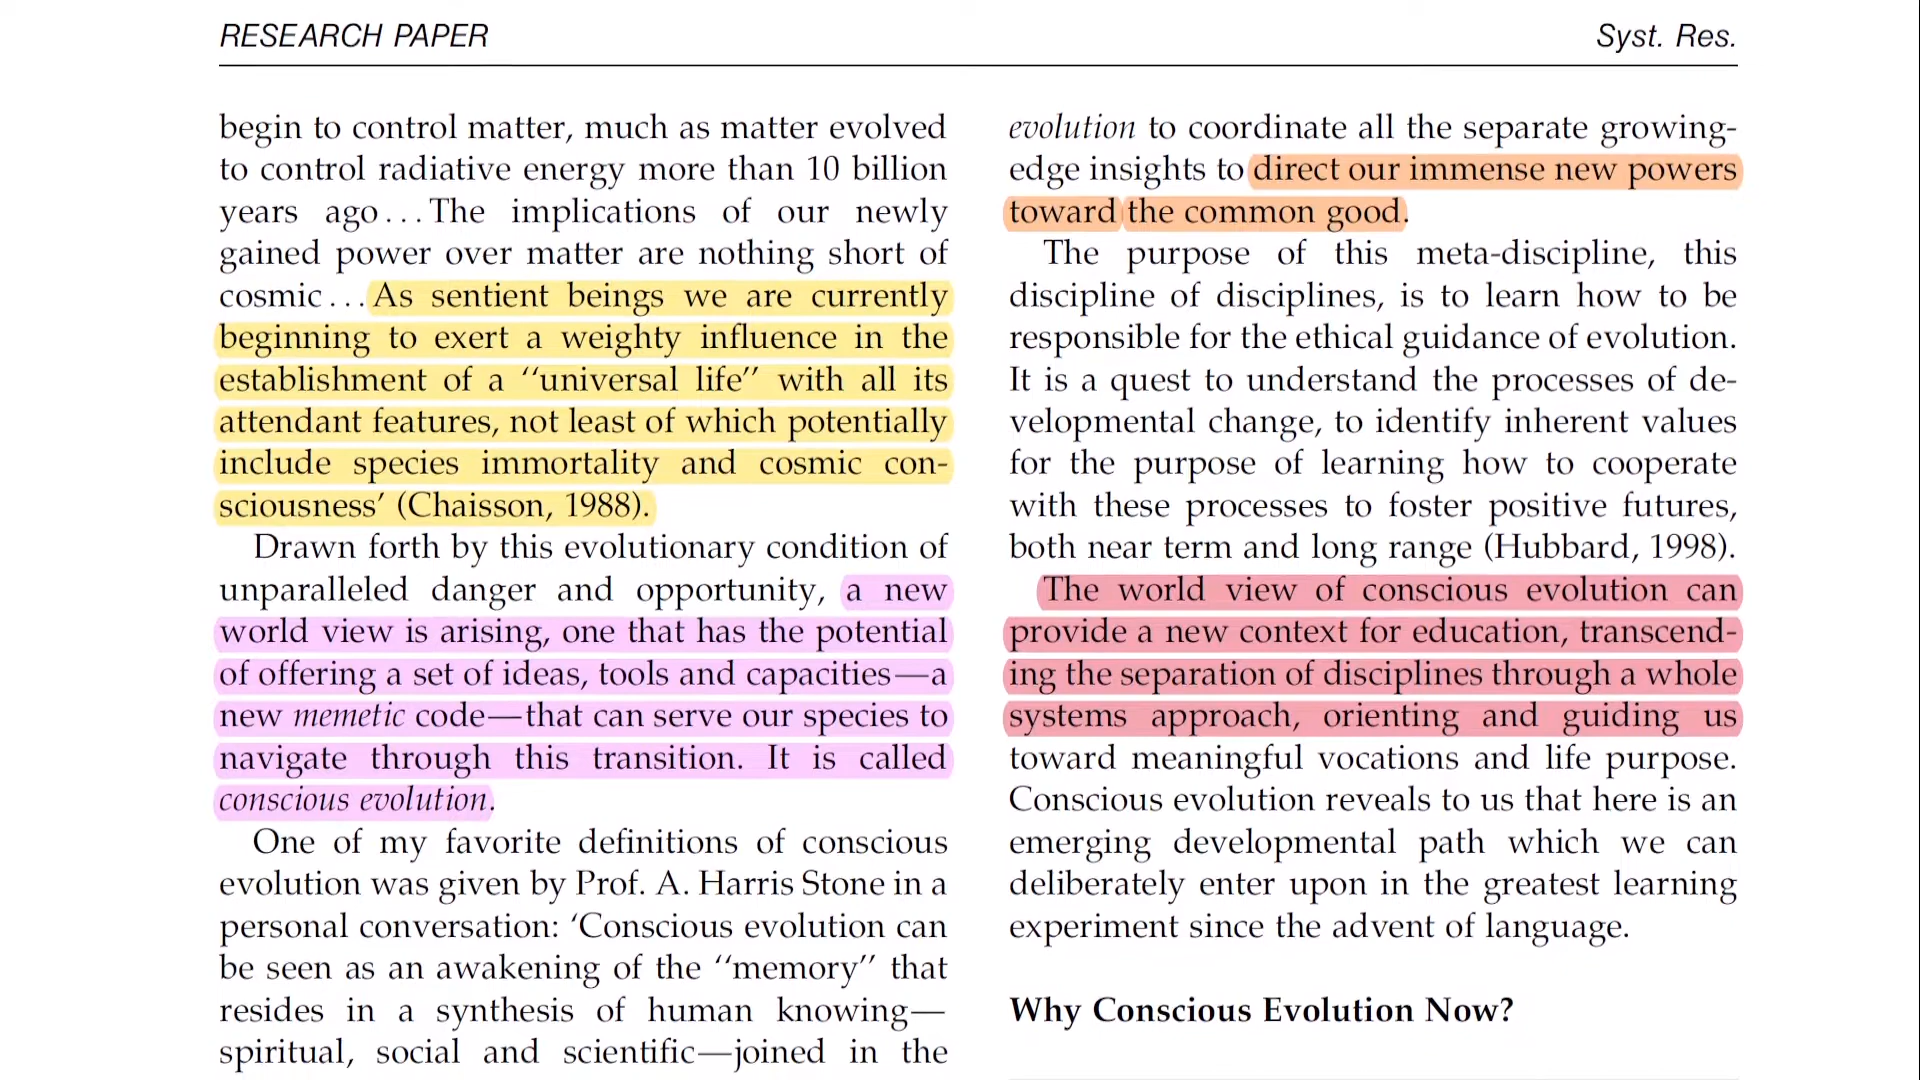 RESEARCH PAPER
Syst. Res.
begin to control matter, much as matter evolved
to control radiative energy more than 10 billion
years ago...The implications of our newly
gained power over matter are nothing short of
cosmic...As sentient beings we are currently
beginning to exert a weighty influence in the
establishment of a ‘‘universal life’’ with all its
attendant features, not least of which potentially
include species immortality and cosmic con-
sciousness’ (Chaisson, 1988).
Drawn forth by this evolutionary condition of
unparalleled danger and opportunity, a new
world view is arising, one that has the potential
of offering a set of ideas, tools and capacities—a
new memetic code—that can serve our species to
navigate through this transition. It is called
conscious evolution.
One of my favorite definitions of conscious
evolution was given by Prof. A. Harris Stone in a
personal conversation: ‘Conscious evolution can
be seen as an awakening of the ‘‘memory’’ that
resides in a synthesis of human knowing—
spiritual, social and scientific—joined in the
evolution to coordinate all the separate growing-
edge insights to direct our immense new powers
toward the common good.
The purpose of this meta-discipline, this
discipline of disciplines, is to learn how to be
responsible for the ethical guidance of evolution.
It is a quest to understand the processes of de-
velopmental change, to identify inherent values
for the purpose of learning how to cooperate
with these processes to foster positive futures,
both near term and long range (Hubbard, 1998).
The world view of conscious evolution can
provide a new context for education, transcend-
ing the separation of disciplines through a whole
systems approach, orienting and guiding us
toward meaningful vocations and life purpose.
Conscious evolution reveals to us that here is an
emerging developmental path which we can
deliberately enter upon in the greatest learning
experiment since the advent of language.
Why Conscious Evolution Now?